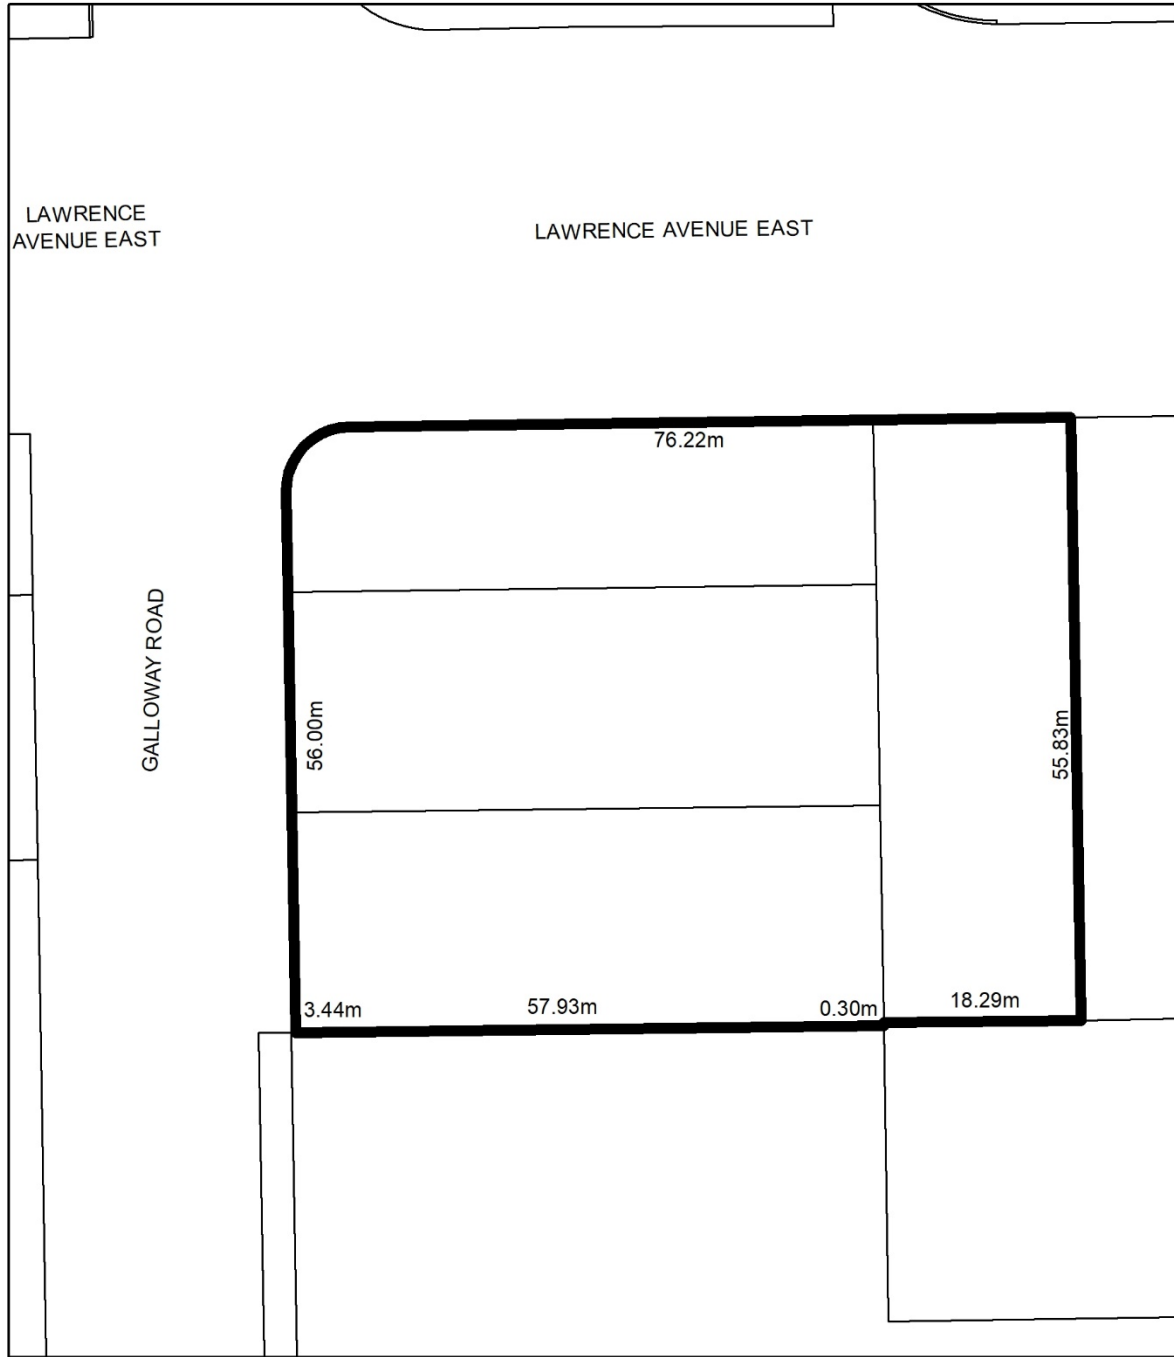 LAWRENCE
AVENUE EAST
LAWRENCE AVENUE EAST
76.22m
GALLOWAY ROAD
56.00m
55.83m
3.44m
57.93m
0.30m
18.29m